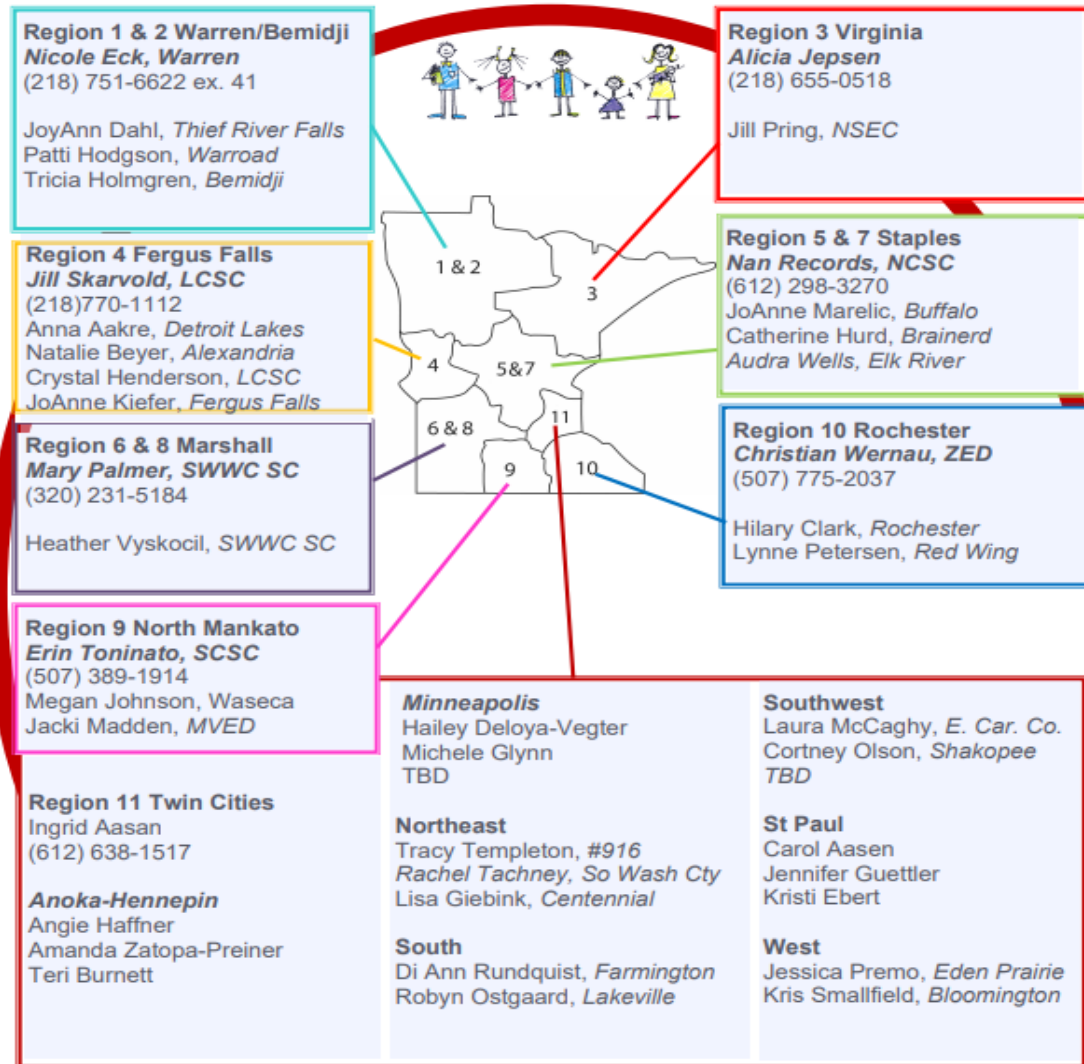 Region 1 & 2 Warren/Bemidji
Nicole Eck, Warren
(218) 751-6622 ex. 41
JoyAnn Dahl, Thief River Falls
Patti Hodgson, Warroad
Tricia Holmgren, Bemidji
Region 3 Virginia
Alicia Jepsen
(218) 655-0518
Jill Pring, NSEC
Region 4 Fergus Falls
Jill Skarvold, LCSC
(218)770-1112
Anna Aakre, Detroit Lakes
Natalie Beyer, Alexandria
Crystal Henderson, LCSC
JoAnne Kiefer, Fergus Falls
Region 5 & 7 Staples
Nan Records, NCSC
(612) 298-3270
JoAnne Marelic, Buffalo
Catherine Hurd, Brainerd
Audra Wells, Elk River
1 & 2
3
4
5&7
6 & 8
11
9
10
Region 6 & 8 Marshall
Mary Palmer, SWWC SC
(320) 231-5184
Heather Vyskocil, SWWC SC
Region 10 Rochester
Christian Wernau, ZED
(507) 775-2037
Hilary Clark, Rochester
Lynne Petersen, Red Wing
Region 9 North Mankato
Erin Toninato, SCSC
(507) 389-1914
Megan Johnson, Waseca
Jacki Madden, MVED
Region 11 Twin Cities
Ingrid Aasan
(612) 638-1517
Anoka-Hennepin
Angie Haffner
Amanda Zatopa-Preiner
Teri Burnett
Minneapolis
Hailey Deloya-Vegter
Michele Glynn
TBD
Northeast
Tracy Templeton, #916
Rachel Tachney, So Wash Cty
Lisa Giebink, Centennial
South
Di Ann Rundquist, Farmington
Robyn Ostgaard, Lakeville
Southwest
Laura McCaghy, E. Car. Co.
Cortney Olson, Shakopee
TBD
St Paul
Carol Aasen
Jennifer Guettler
Kristi Ebert
West
Jessica Premo, Eden Prairie
Kris Smallfield, Bloomington